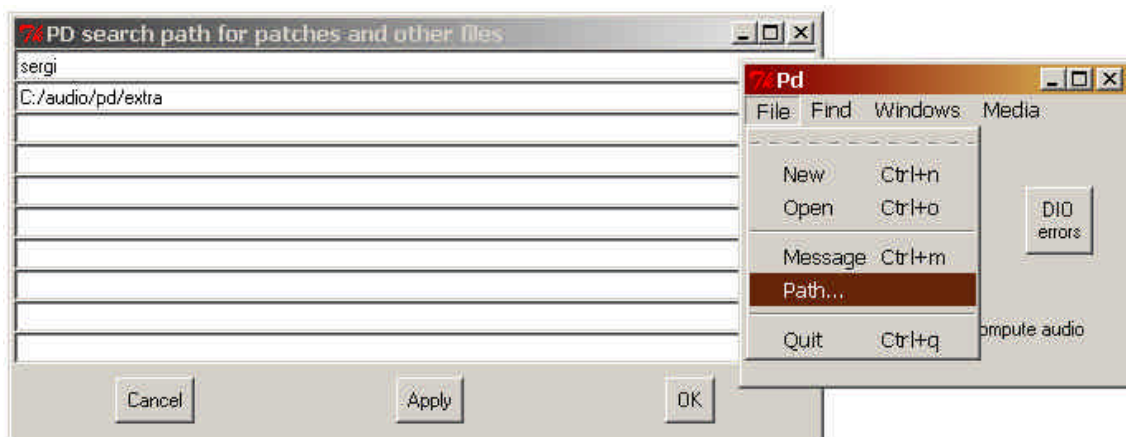 PD search path for patches and other files
sergi
C:/audio/pd/extra
Cancel Apply OK
Pd
File Find Windows Media
New Ctrl+n
Open Ctrl+o
Message Ctrl+m
Path...
Quit Ctrl+q
DIO
errors
audio